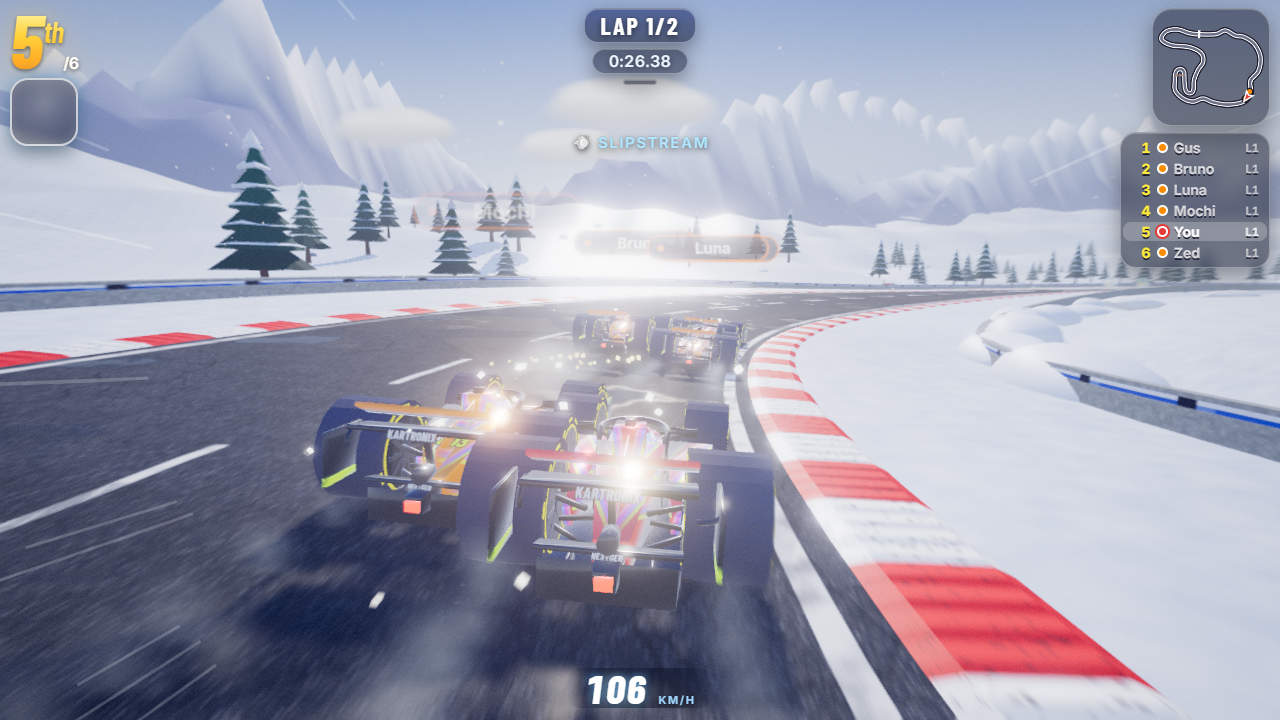 5th
/6
LAP 1/2
0:26.38
SLIPSTREAM
1 Gus L1
2 Bruno L1
3 Luna L1
4 Mochi L1
5 You L1
6 Zed L1
Luna
KARTRONIX
KARTRONIX
106 KM/H